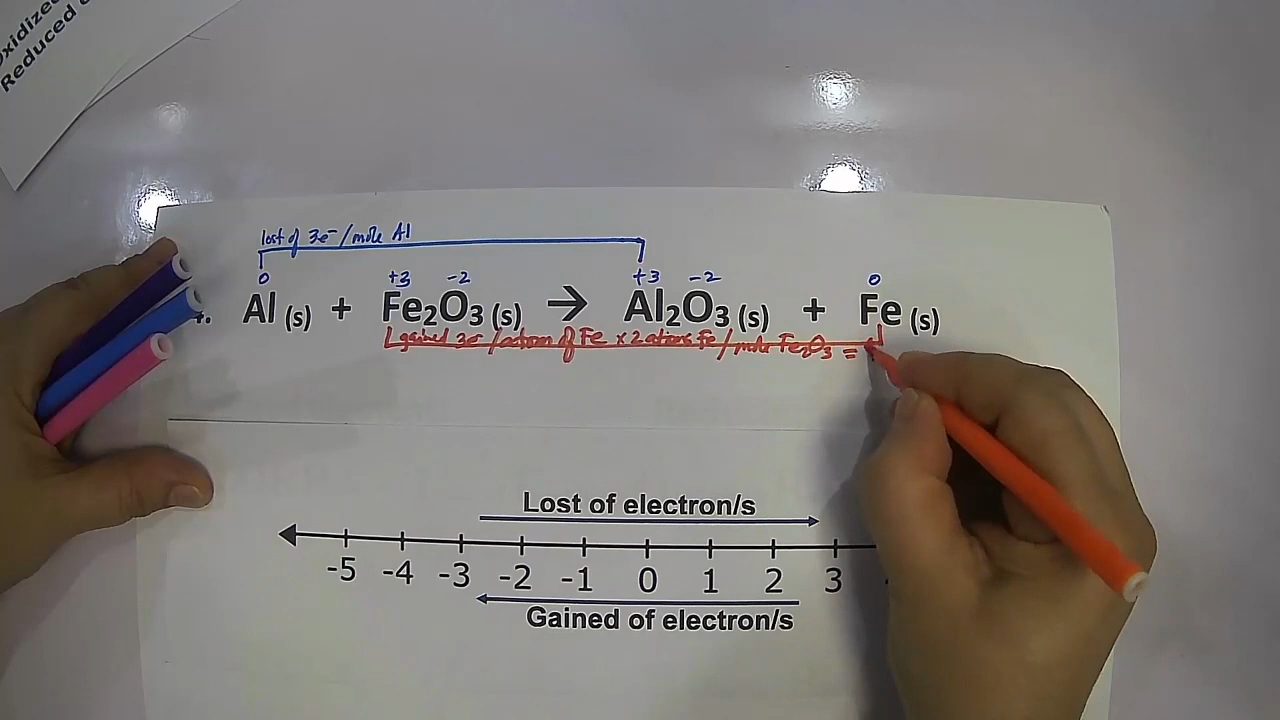 Oxidized
Reduced
lost of 3e⁻/mole Al
0 +3 -2 +3 -2 0
Al (s) + Fe₂O₃ (s) → Al₂O₃ (s) + Fe (s)
gained 3e⁻/atom of Fe x 2 atoms Fe/mole Fe₂O₃ =
Lost of electron/s
-5 -4 -3 -2 -1 0 1 2 3
Gained of electron/s